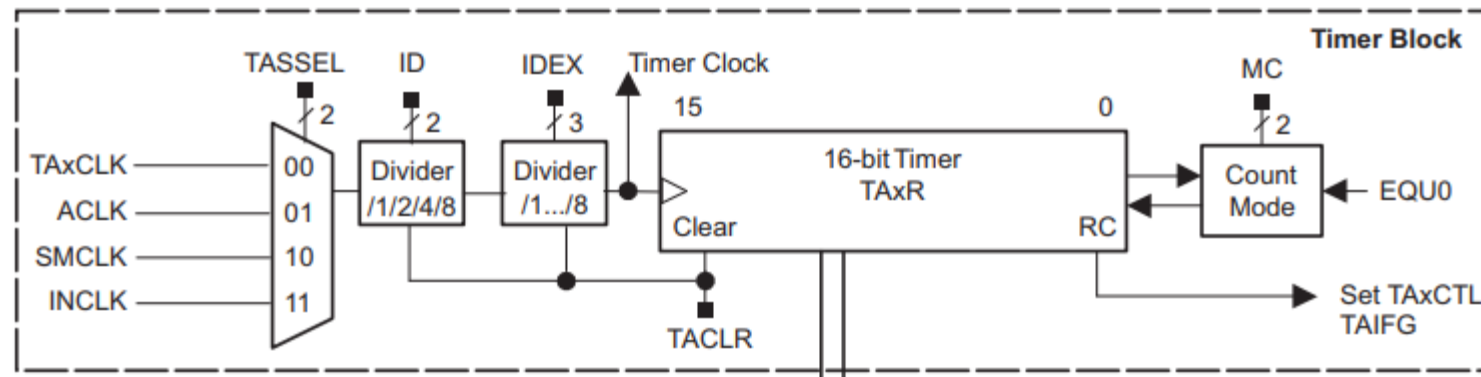 Timer Block
TASSEL
ID
IDEX
Timer Clock
MC
2
2
3
15
0
2
TAxCLK
00
Divider
/1/2/4/8
Divider
/1.../8
16-bit Timer
TAxR
Count
Mode
EQU0
ACLK
01
SMCLK
10
Clear
RC
INCLK
11
Set TAxCTL
TAIFG
TACLR